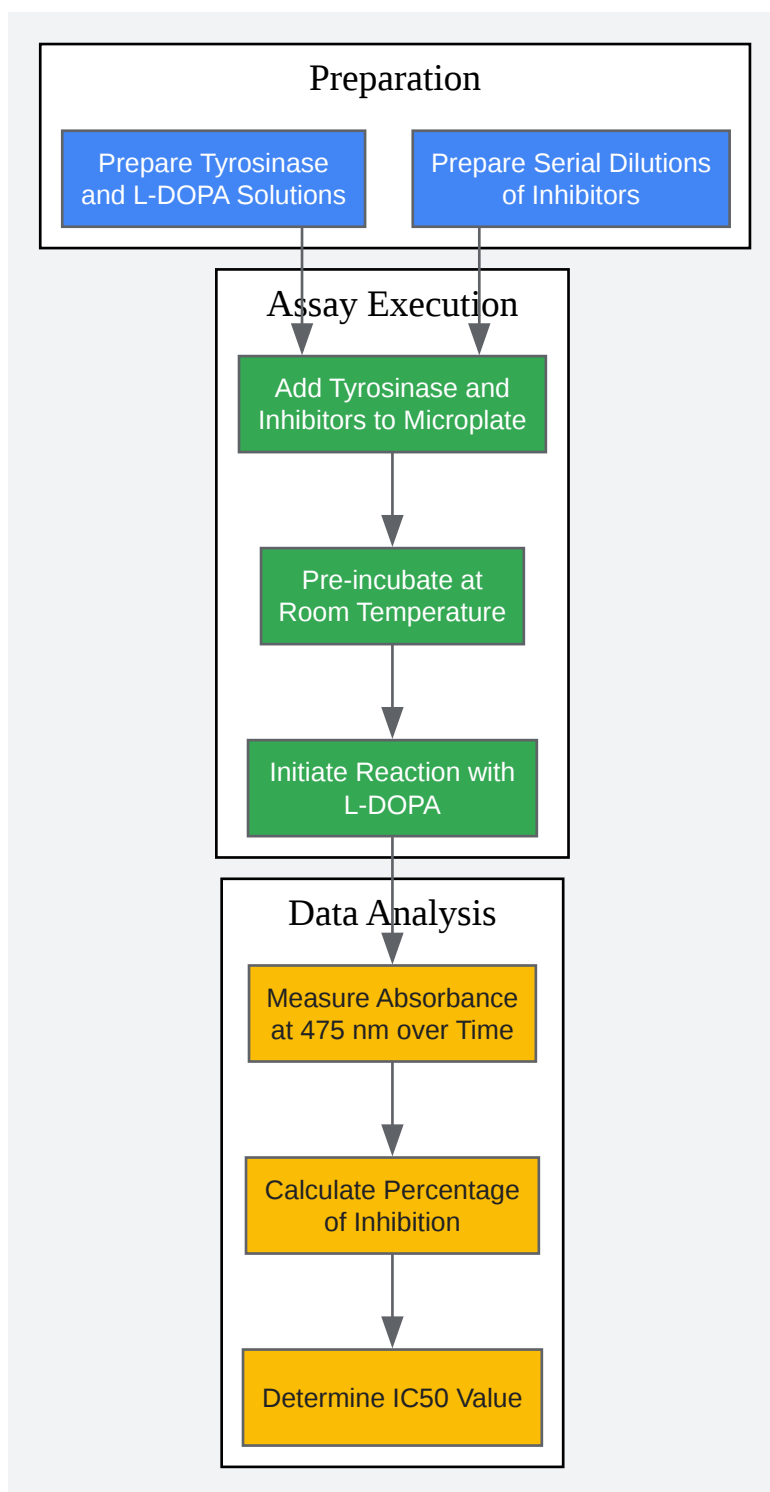 Preparation
Prepare Tyrosinase
and L-DOPA Solutions
Prepare Serial Dilutions
of Inhibitors
Assay Execution
Add Tyrosinase and
Inhibitors to Microplate
Pre-incubate at
Room Temperature
Initiate Reaction with
L-DOPA
Data Analysis
Measure Absorbance
at 475 nm over Time
Calculate Percentage
of Inhibition
Determine IC50 Value